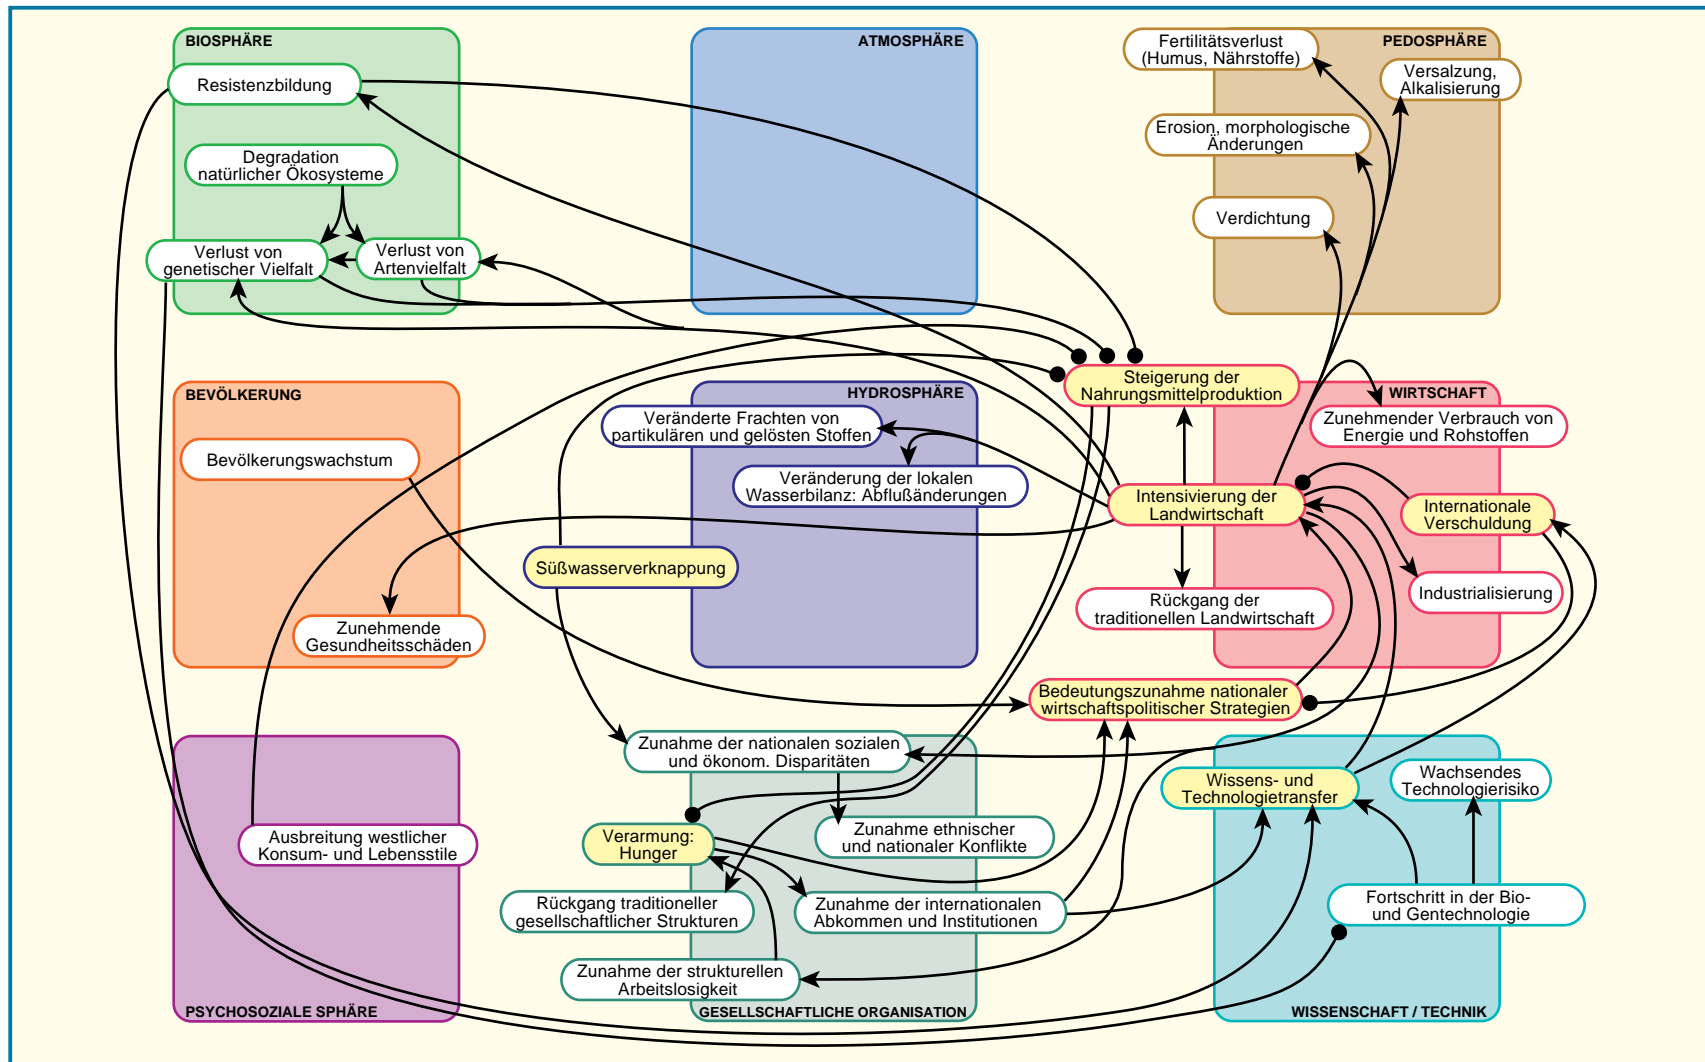 BIOSPHÄRE
Resistenzbildung
Degradation
natürlicher Ökosysteme
Verlust von
genetischer Vielfalt
Verlust von
Artenvielfalt
ATMOSPHÄRE
PEDOSPHÄRE
Fertilitätsverlust
(Humus, Nährstoffe)
Versalzung,
Alkalisierung
Erosion, morphologische
Änderungen
Verdichtung
BEVÖLKERUNG
Bevölkerungswachstum
Zunehmende
Gesundheitsschäden
HYDROSPHÄRE
Veränderte Frachten von
partikulären und gelösten Stoffen
Veränderung der lokalen
Wasserbilanz: Abflußänderungen
Süßwasserverknappung
WIRTSCHAFT
Steigerung der
Nahrungsmittelproduktion
Zunehmender Verbrauch von
Energie und Rohstoffen
Intensivierung der
Landwirtschaft
Internationale
Verschuldung
Rückgang der
traditionellen Landwirtschaft
Industrialisierung
Bedeutungszunahme nationaler
wirtschaftspolitischer Strategien
PSYCHOSOZIALE SPHÄRE
Ausbreitung westlicher
Konsum- und Lebensstile
GESELLSCHAFTLICHE ORGANISATION
Zunahme der nationalen sozialen
und ökonom. Disparitäten
Verarmung:
Hunger
Zunahme ethnischer
und nationaler Konflikte
Rückgang traditioneller
gesellschaftlicher Strukturen
Zunahme der internationalen
Abkommen und Institutionen
Zunahme der strukturellen
Arbeitslosigkeit
WISSENSCHAFT / TECHNIK
Wissens- und
Technologietransfer
Wachsendes
Technologierisiko
Fortschritt in der Bio-
und Gentechnologie